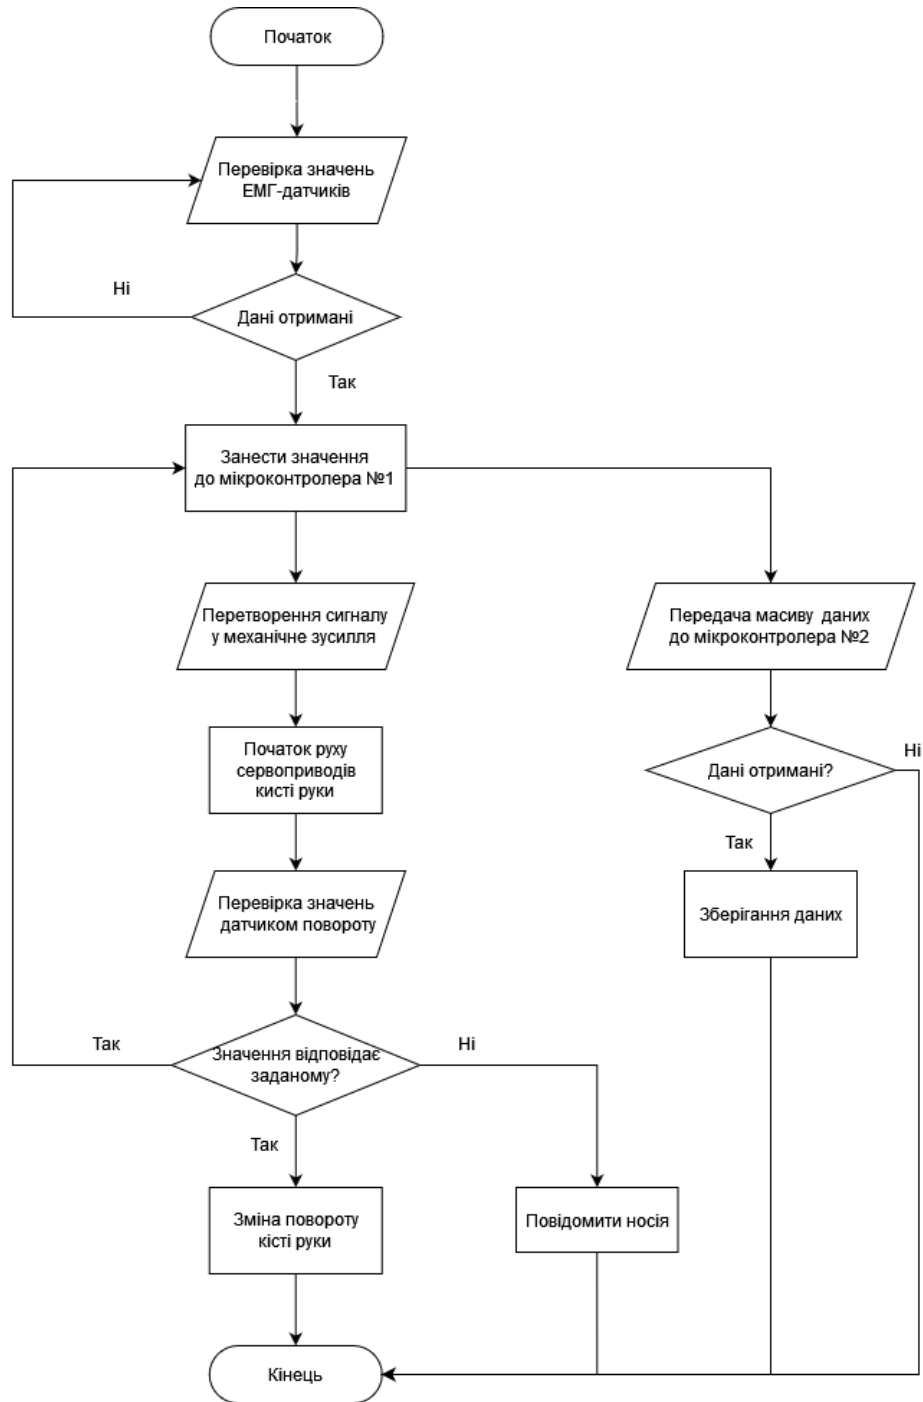 Початок
Перевірка значень
ЕМГ-датчиків
Ні
Дані отримані
Так
Занести значення
до мікроконтролера №1
Перетворення сигналу
у механічне зусилля
Передача масиву даних
до мікроконтролера №2
Початок руху
сервоприводів
кисті руки
Дані отримані?
Ні
Так
Перевірка значень
датчиком повороту
Зберігання даних
Так
Значення відповідає
заданому?
Ні
Так
Зміна повороту
кісті руки
Повідомити носія
Кінець